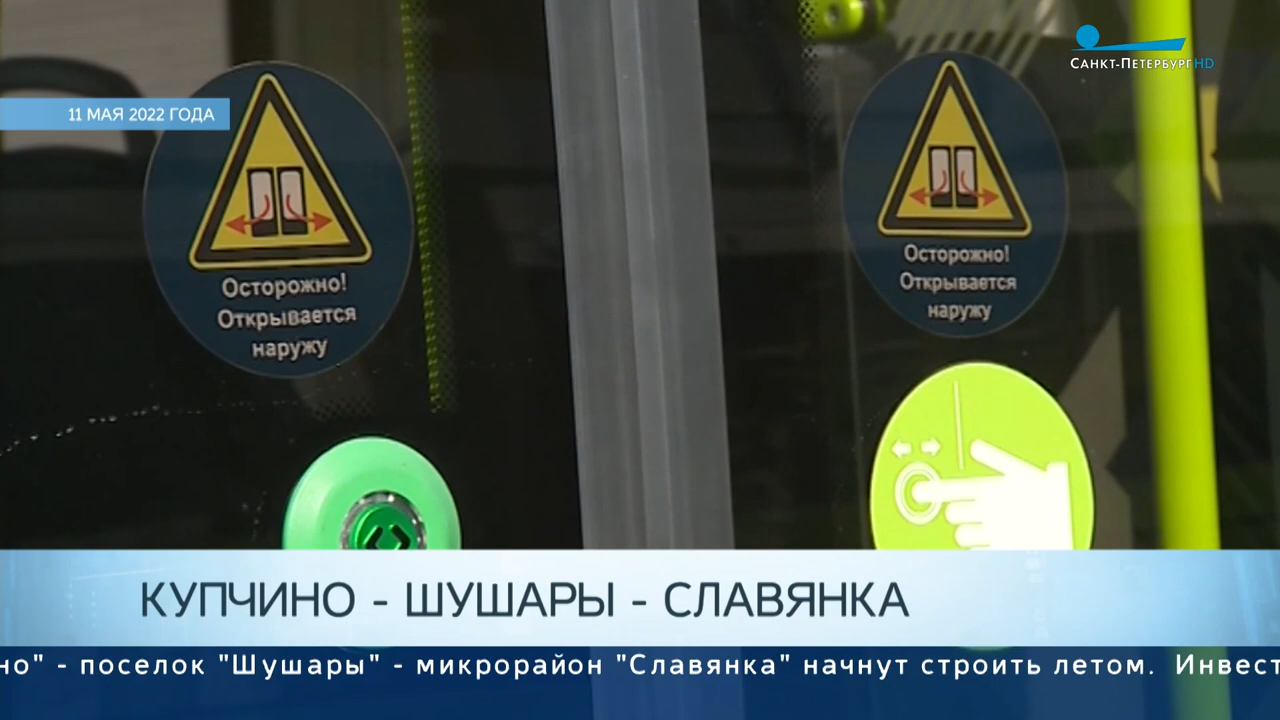 Санкт-Петербург HD
11 МАЯ 2022 ГОДА
Осторожно!
Открывается
наружу
Осторожно!
Открывается
наружу
КУПЧИНО - ШУШАРЫ - СЛАВЯНКА
но" - поселок "Шушары" - микрорайон "Славянка" начнут строить летом. Инвест